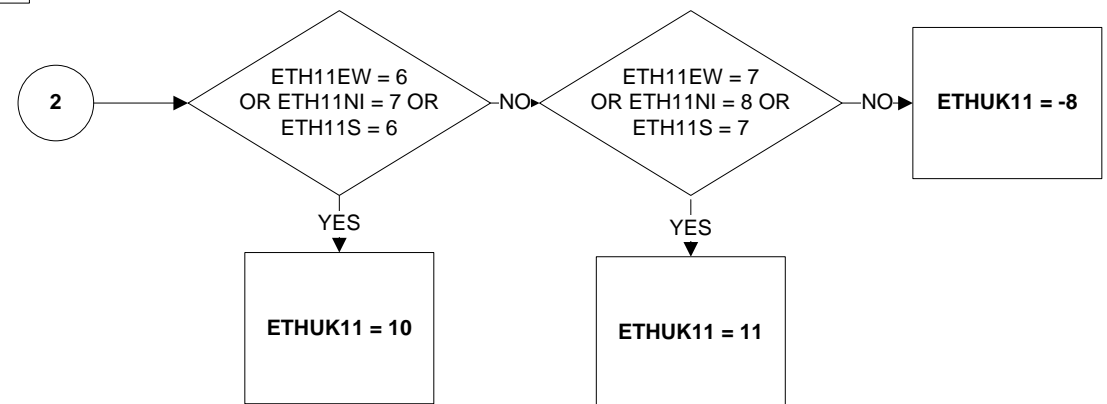 2
ETH11EW = 6
OR ETH11NI = 7 OR
ETH11S = 6
NO
ETH11EW = 7
OR ETH11NI = 8 OR
ETH11S = 7
NO
ETHUK11 = -8
YES
YES
ETHUK11 = 10
ETHUK11 = 11